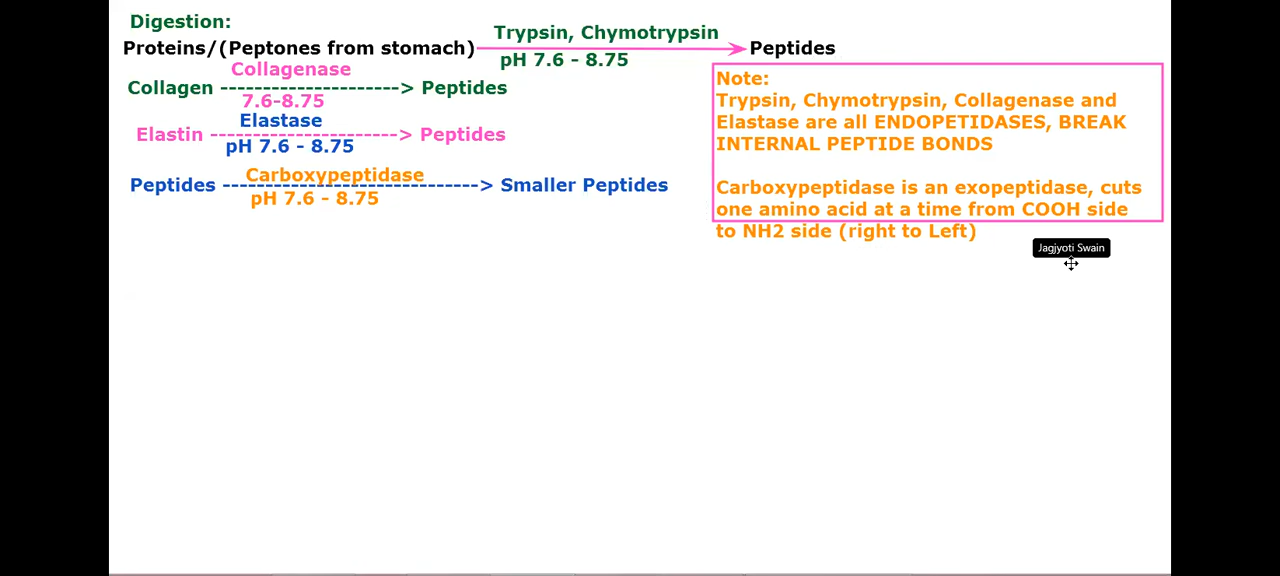 Digestion:
Trypsin, Chymotrypsin
Proteins/(Peptones from stomach) Peptides
pH 7.6 - 8.75
Collagenase
Collagen ---------------------> Peptides
7.6-8.75
Elastase
Elastin ----------------------> Peptides
pH 7.6 - 8.75
Carboxypeptidase
Peptides ------------------------------> Smaller Peptides
pH 7.6 - 8.75
Note:
Trypsin, Chymotrypsin, Collagenase and
Elastase are all ENDOPETIDASES, BREAK
INTERNAL PEPTIDE BONDS
Carboxypeptidase is an exopeptidase, cuts
one amino acid at a time from COOH side
to NH2 side (right to Left)
Jagjyoti Swain